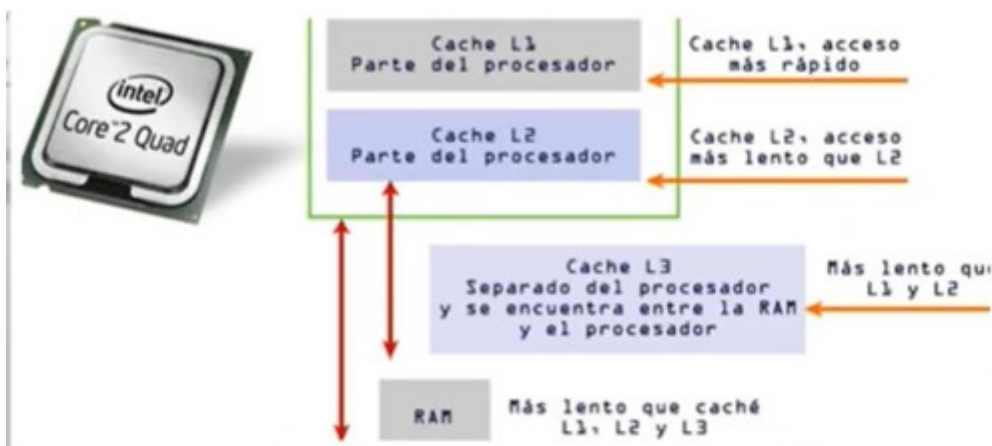 intel
Core™2 Quad
Cache L1
Parte del procesador
Cache L1, acceso
más rápido
Cache L2
Parte del procesador
Cache L2, acceso
más lento que L2
Cache L3
Separado del procesador
y se encuentra entre la RAM
y el procesador
Más lento qu
L1 y L2
RAM
Más lento que caché
L1, L2 y L3